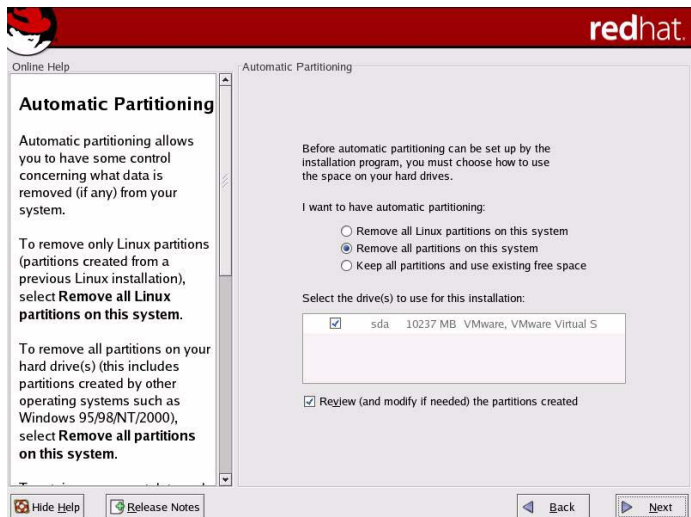 redhat.
Online Help
Automatic Partitioning
Automatic partitioning allows
you to have some control
concerning what data is
removed (if any) from your
system.
To remove only Linux partitions
(partitions created from a
previous Linux installation),
select Remove all Linux
partitions on this system.
To remove all partitions on your
hard drive(s) (this includes
partitions created by other
operating systems such as
Windows 95/98/NT/2000),
select Remove all partitions
on this system.
Automatic Partitioning
Before automatic partitioning can be set up by the
installation program, you must choose how to use
the space on your hard drives.
I want to have automatic partitioning:
Remove all Linux partitions on this system
Remove all partitions on this system
Keep all partitions and use existing free space
Select the drive(s) to use for this installation:
sda 10237 MB VMware, VMware Virtual S
Review (and modify if needed) the partitions created
Hide Help
Release Notes
Back
Next